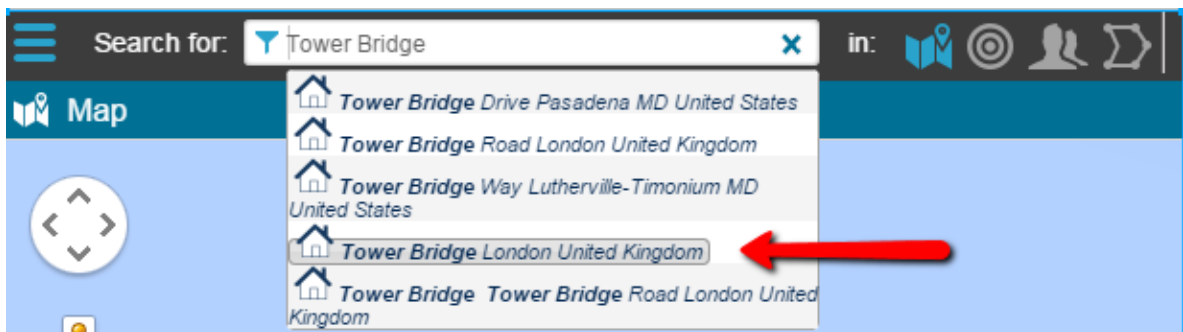 Search for: Tower Bridge in:
Map
Tower Bridge Drive Pasadena MD United States
Tower Bridge Road London United Kingdom
Tower Bridge Way Lutherville-Timonium MD
United States
Tower Bridge London United Kingdom
Tower Bridge Tower Bridge Road London United
Kingdom